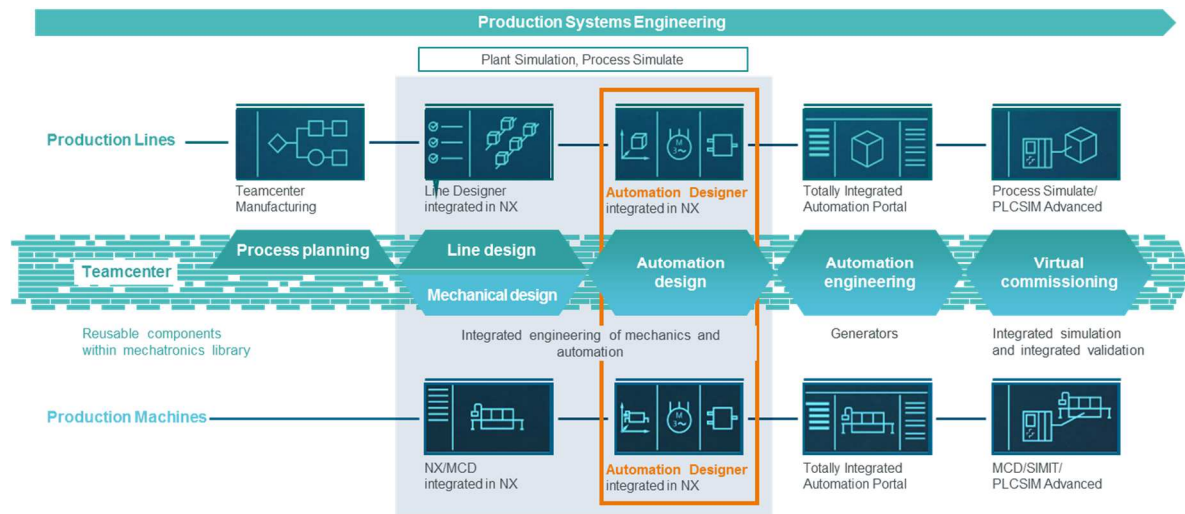 Production Systems Engineering
Plant Simulation, Process Simulate
Production Lines
Teamcenter
Manufacturing
Line Designer
integrated in NX
M
3~
Automation Designer
integrated in NX
Totally Integrated
Automation Portal
Process Simulate/
PLCSIM Advanced
Teamcenter
Process planning
Line design
Mechanical design
Automation
design
Automation
engineering
Virtual
commissioning
Reusable components
within mechatronics library
Integrated engineering of mechanics and
automation
Generators
Integrated simulation
and integrated validation
Production Machines
NX/MCD
integrated in NX
M
3~
Automation Designer
integrated in NX
Totally Integrated
Automation Portal
MCD/SIMIT/
PLCSIM Advanced